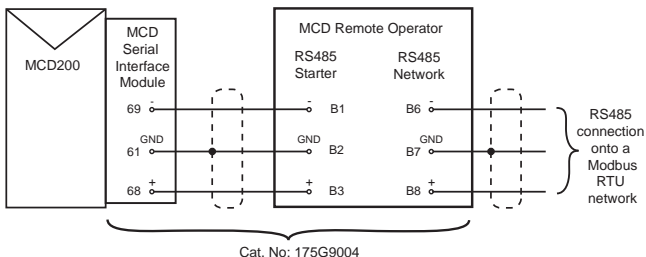 MCD200
MCD
Serial
Interface
Module
69 -
61 GND
68 +
MCD Remote Operator
RS485
Starter
RS485
Network
- B1
GND B2
+ B3
B6 -
B7 GND
B8 +
RS485
connection
onto a
Modbus
RTU
network
Cat. No: 175G9004